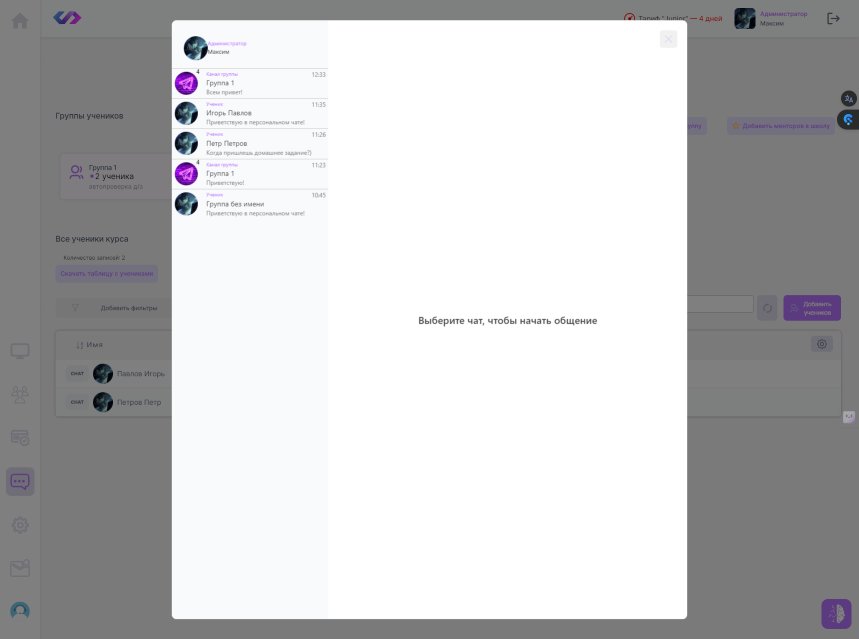 Тариф "Junior" — 4 дней
Администратор
Максим
Администратор
Максим
4
Канал группы
12:33
Группа 1
Всем привет!
Ученик
11:35
Игорь Павлов
Приветствую в персональном чате!
Ученик
11:26
Петр Петров
Когда пришлешь домашнее задание?)
4
Канал группы
11:23
Группа 1
Приветствую!
Ученик
10:45
Группа без имени
Приветствую в персональном чате!
Выберите чат, чтобы начать общение
Группы учеников
Добавить менторов в школу
Группа 1
+2 ученика
автопроверка д/з
Все ученики курса
Количество записей: 2
Скачать таблицу с учениками
Добавить фильтры
Добавить
учеников
Имя
CHAT
Павлов Игорь
CHAT
Петров Петр